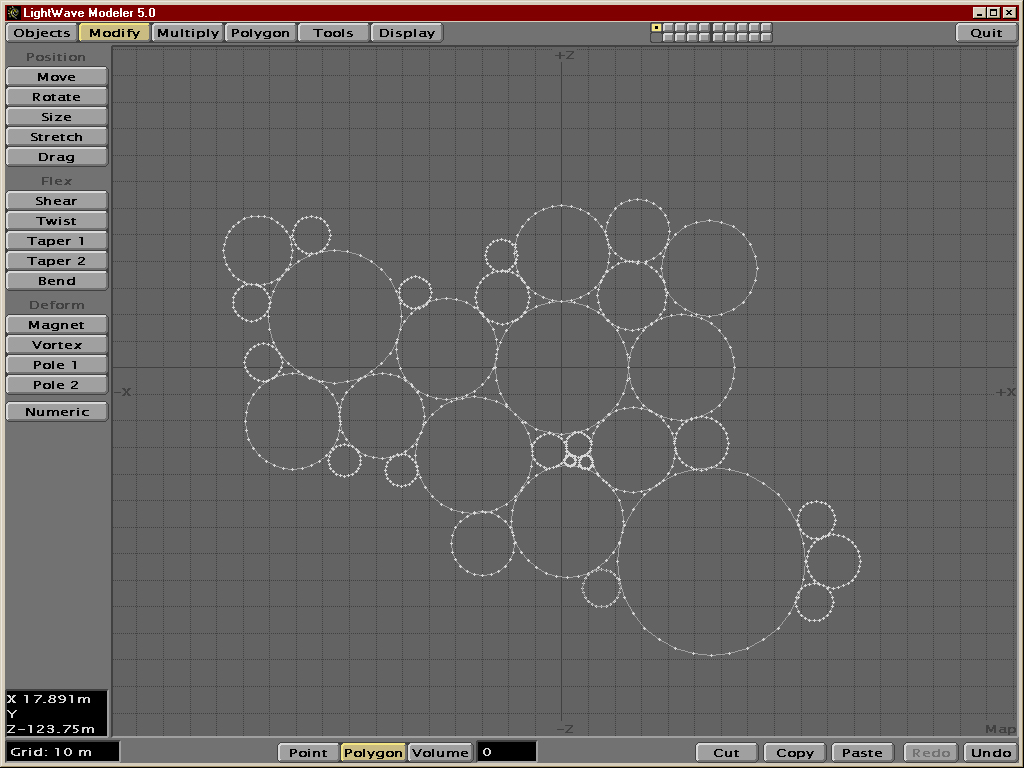 LightWave Modeler 5.0
Objects Modify Multiply Polygon Tools Display Quit
Position
Move
Rotate
Size
Stretch
Drag
Flex
Shear
Twist
Taper 1
Taper 2
Bend
Deform
Magnet
Vortex
Pole 1
Pole 2
Numeric
+Z
-X
+X
-Z
Map
X 17.891m
Y
Z-123.75m
Grid: 10 m
Point Polygon Volume 0 Cut Copy Paste Redo Undo